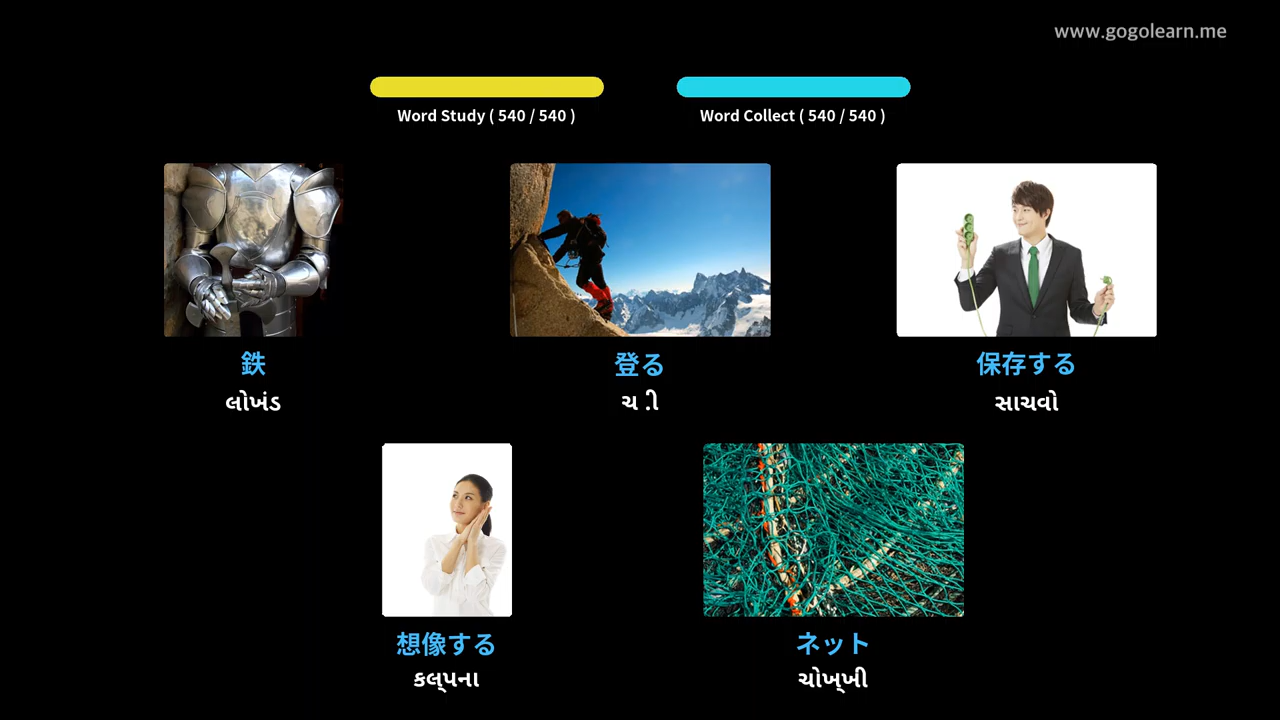 www.gogolearn.me
Word Study ( 540 / 540 )
Word Collect ( 540 / 540 )
鉄
લોખંડ
登る
ચ .ી
保存する
સાચવો
想像する
કલ્પના
ネット
ચોખ્ખી